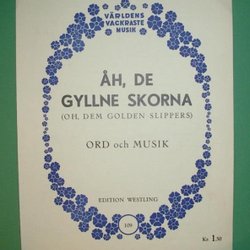 VÄRLDENS
VACKRASTE
MUSIK
ÅH, DE
GYLLNE SKORNA
(OH, DEM GOLDEN SLIPPERS)
ORD och MUSIK
EDITION WESTLING
109
Kr. 1.50